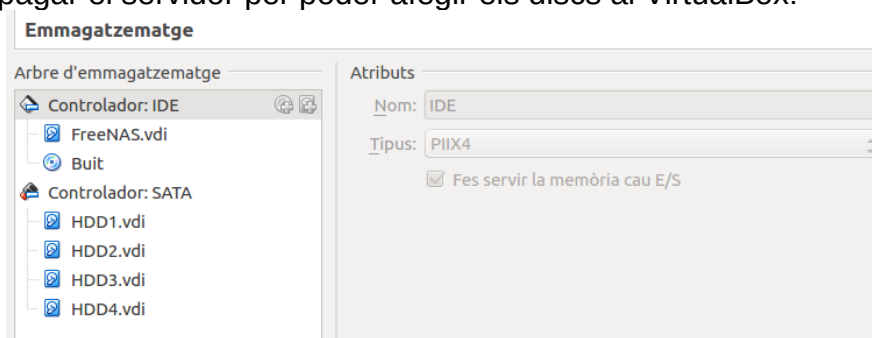 pagar el servidor per poder afegir els discs al VirtualBox.
Emmagatzematge
Arbre d'emmagatzematge
Controlador: IDE
FreeNAS.vdi
Buit
Controlador: SATA
HDD1.vdi
HDD2.vdi
HDD3.vdi
HDD4.vdi
Atributs
Nom: IDE
Tipus: PIIX4
Fes servir la memòria cau E/S